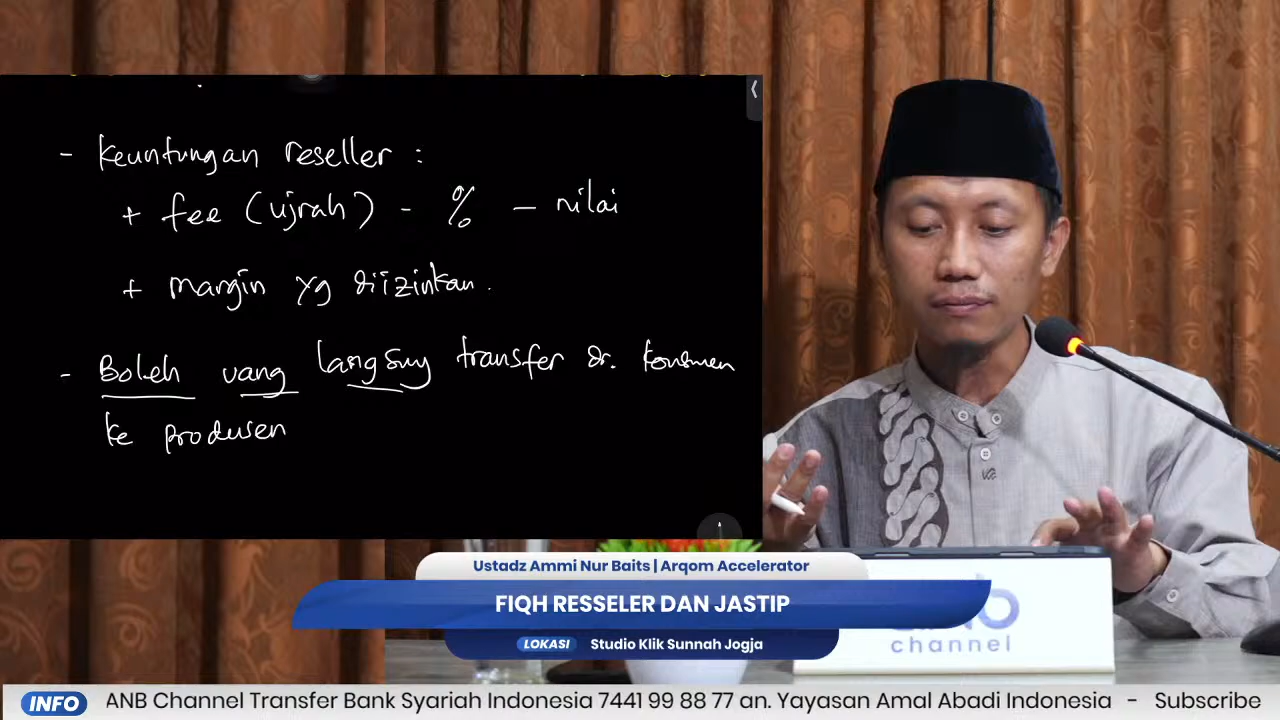 - Keuntungan reseller :
+ fee (ujrah) - % - nilai
+ margin yg diizinkan.
- Boleh uang langsung transfer dr. konsumen
ke produsen
Ustadz Ammi Nur Baits | Arqom Accelerator
FIQH RESSELER DAN JASTIP
LOKASI Studio Klik Sunnah Jogja
channel
INFO ANB Channel Transfer Bank Syariah Indonesia 7441 99 88 77 an. Yayasan Amal Abadi Indonesia - Subscribe